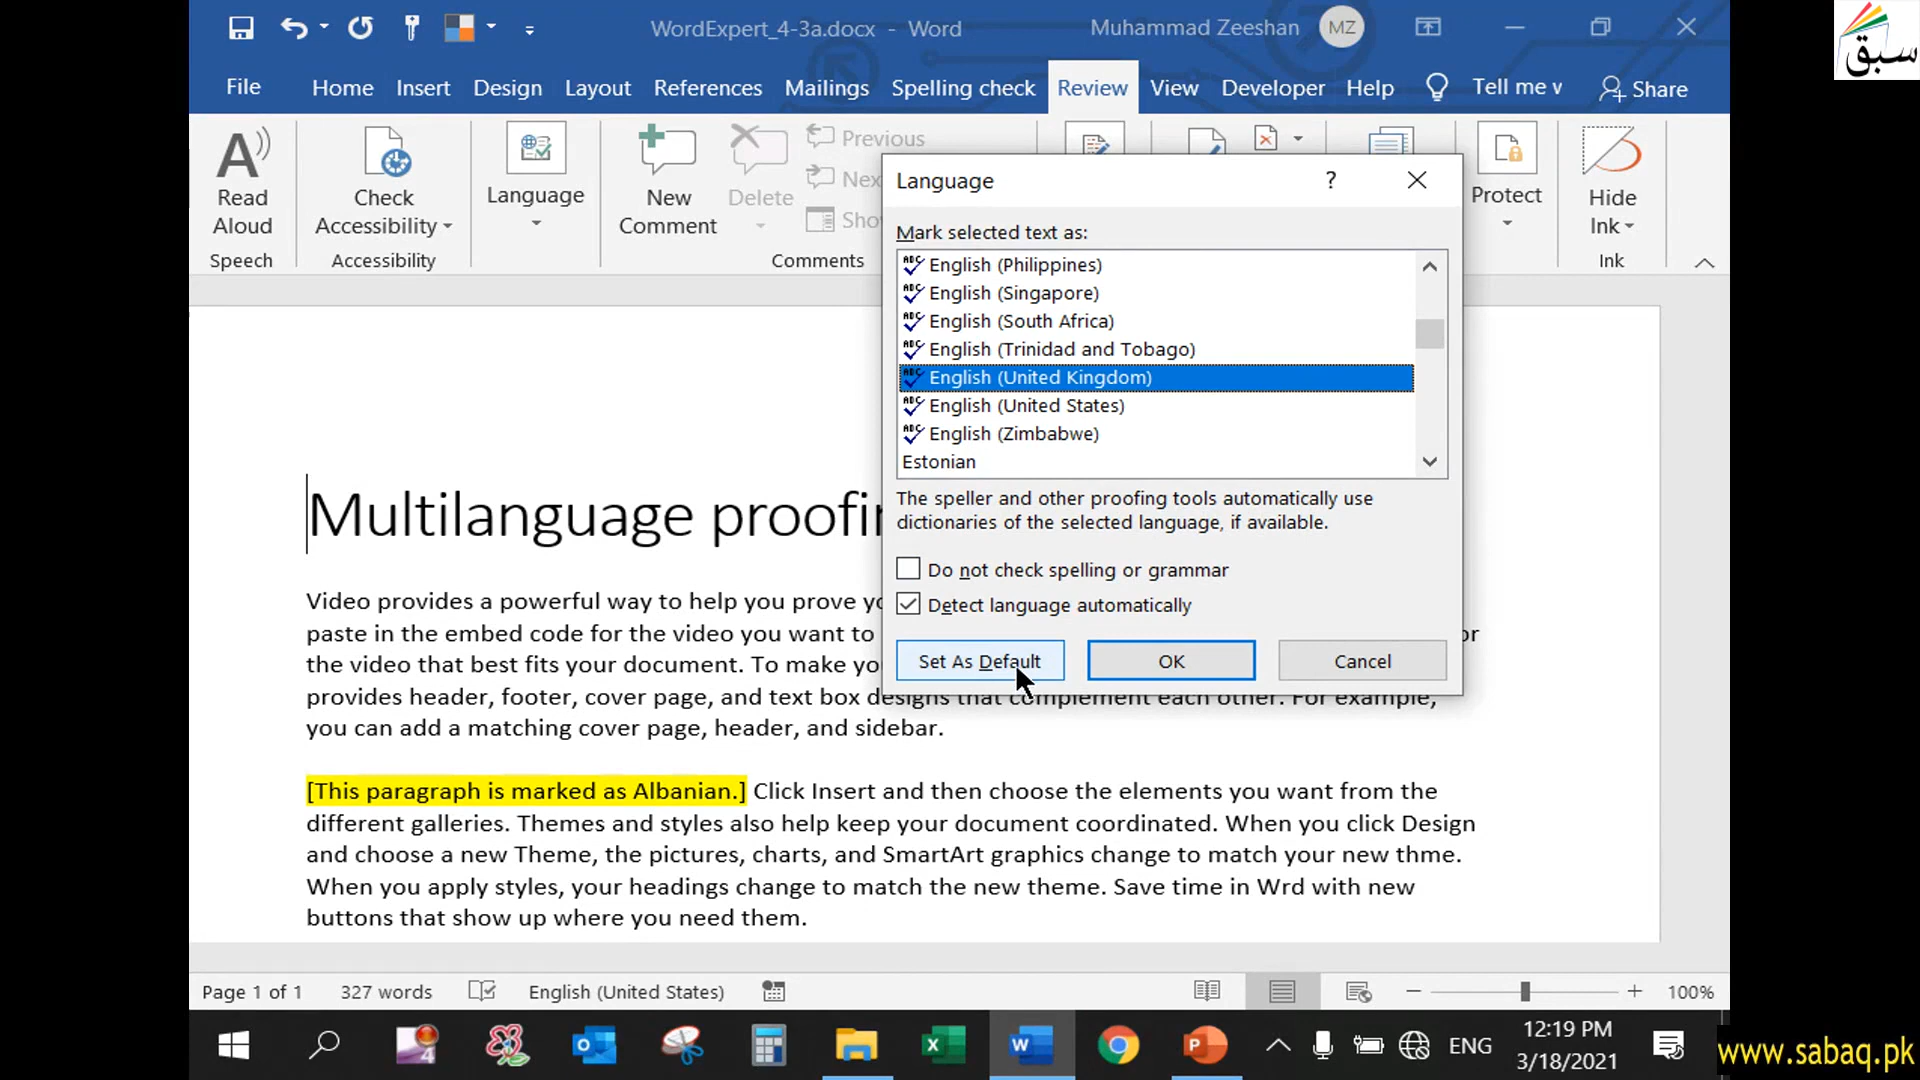 WordExpert_4-3a.docx - Word
Muhammad Zeeshan
MZ
سبق
File
Home
Insert
Design
Layout
References
Mailings
Spelling check
Review
View
Developer
Help
Tell me w
Share
Read
Aloud
Speech
Check
Accessibility
Accessibility
Language
New
Comment
Delete
Previous
Nex
Sho
Comments
Protect
Hide
Ink
Ink
Language
?
Mark selected text as:
English (Philippines)
English (Singapore)
English (South Africa)
English (Trinidad and Tobago)
English (United Kingdom)
English (United States)
English (Zimbabwe)
Estonian
The speller and other proofing tools automatically use
dictionaries of the selected language, if available.
Do not check spelling or grammar
Detect language automatically
Set As Default
OK
Cancel
Multilanguage proofin
Video provides a powerful way to help you prove yo
paste in the embed code for the video you want to or
the video that best fits your document. To make yo
provides header, footer, cover page, and text box designs that complement each other. For example,
you can add a matching cover page, header, and sidebar.
[This paragraph is marked as Albanian.] Click Insert and then choose the elements you want from the
different galleries. Themes and styles also help keep your document coordinated. When you click Design
and choose a new Theme, the pictures, charts, and SmartArt graphics change to match your new thme.
When you apply styles, your headings change to match the new theme. Save time in Wrd with new
buttons that show up where you need them.
Page 1 of 1
327 words
English (United States)
100%
4
ENG
12:19 PM
3/18/2021
www.sabaq.pk